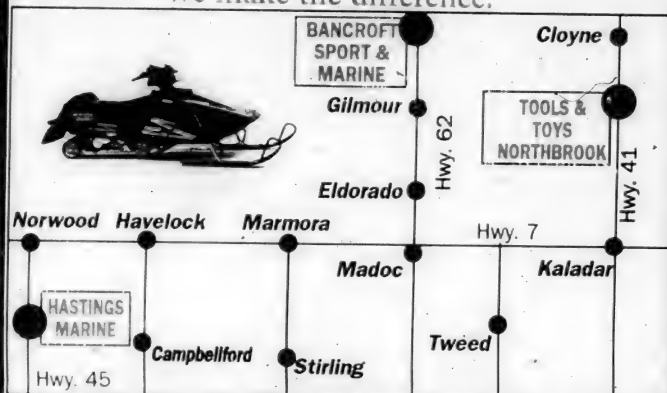 we make the difference.
BANCROFT
SPORT &
MARINE
Cloyne
Gilmour
TOOLS &
TOYS
NORTHBROOK
Hwy. 62
Hwy. 41
Eldorado
Norwood Havelock Marmora
Hwy. 7
Madoc
Kaladar
HASTINGS
MARINE
Campbellford
Stirling
Tweed
Hwy. 45